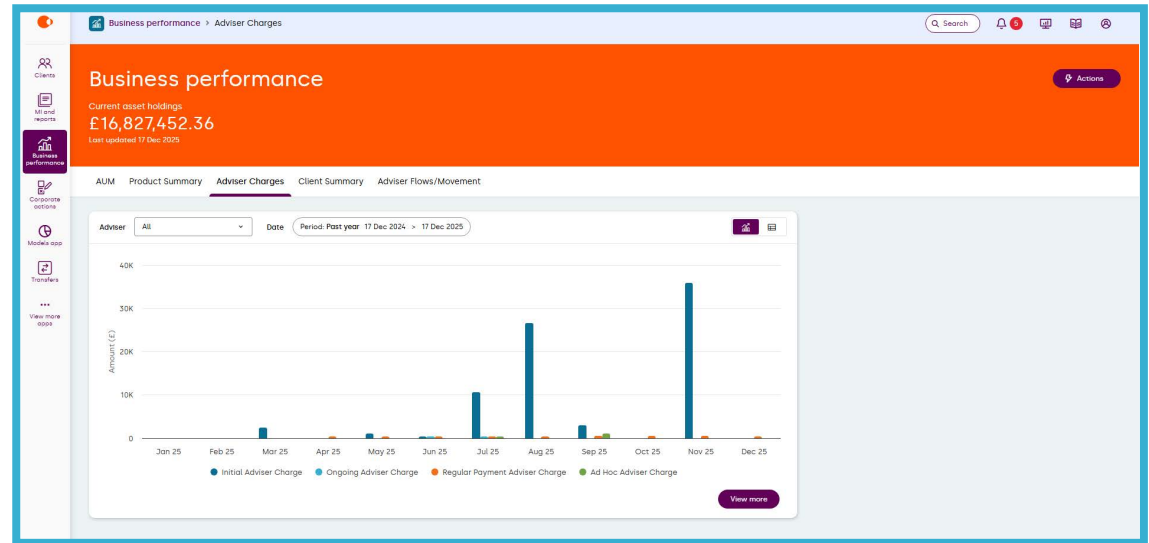 Business performance > Adviser Charges
Search
5
Clients
MI and
reports
Business
performance
Corporate
actions
Models app
Transfers
View more
apps
Business performance
Actions
Current asset holdings
£16,827,452.36
Last updated 17 Dec 2025
AUM Product Summary Adviser Charges Client Summary Adviser Flows/Movement
Adviser All Date Period: Past year 17 Dec 2024 > 17 Dec 2025
Amount (£)
40K
30K
20K
10K
0
Jan 25 Feb 25 Mar 25 Apr 25 May 25 Jun 25 Jul 25 Aug 25 Sep 25 Oct 25 Nov 25 Dec 25
Initial Adviser Charge Ongoing Adviser Charge Regular Payment Adviser Charge Ad Hoc Adviser Charge
View more